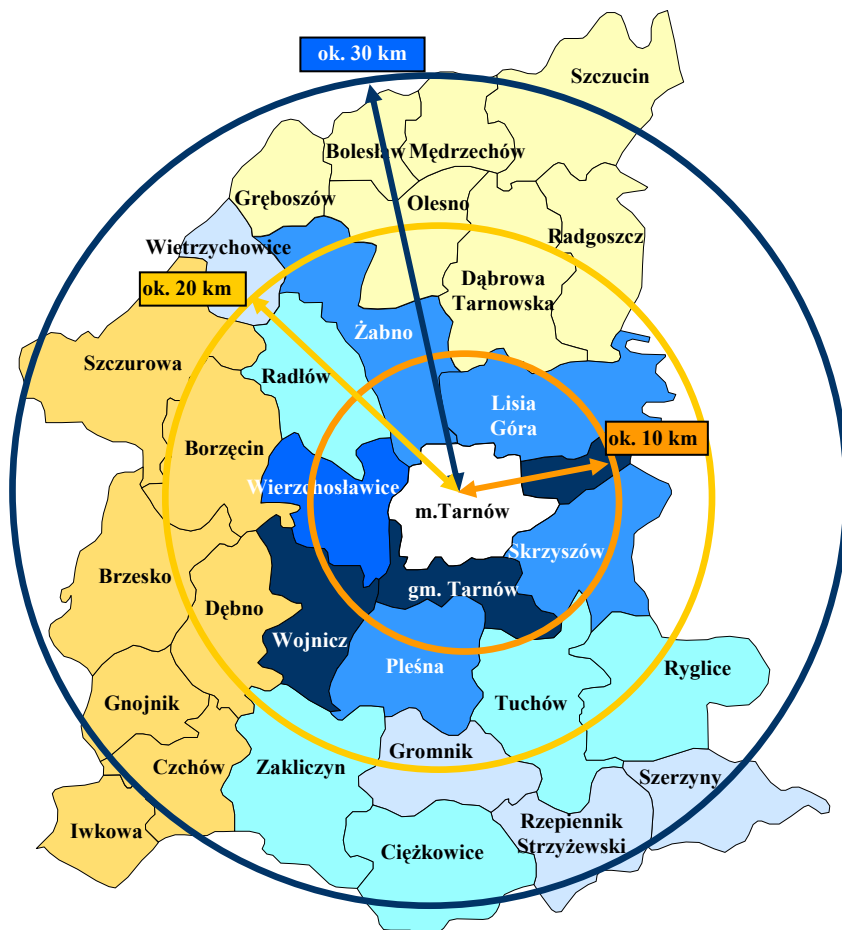 ok. 30 km
Szczucin
Bolesław
Mędrzechów
Gręboszów
Olesno
Wietrzychowice
Radgoszcz
ok. 20 km
Dąbrowa
Tarnowska
Żabno
Szczurowa
Radłów
Lisia
Góra
ok. 10 km
Borzęcin
Wierzchosławice
m.Tarnów
Skrzyszów
Brzesko
Dębno
gm. Tarnów
Wojnicz
Pleśna
Ryglice
Gnojnik
Tuchów
Gromnik
Czchów
Zakliczyn
Szerzyny
Iwkowa
Rzepiennik
Strzyżewski
Ciężkowice